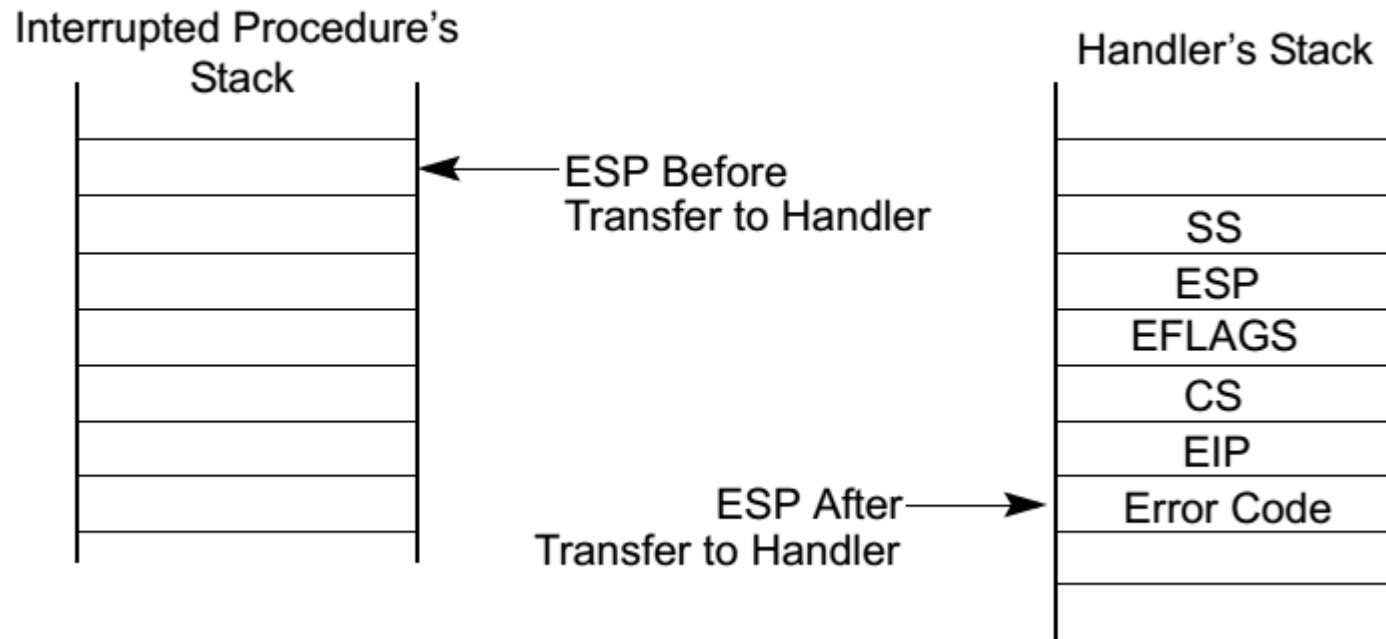 Interrupted Procedure’s
Stack
Handler’s Stack
ESP Before
Transfer to Handler
SS
ESP
EFLAGS
CS
EIP
ESP After
Transfer to Handler
Error Code